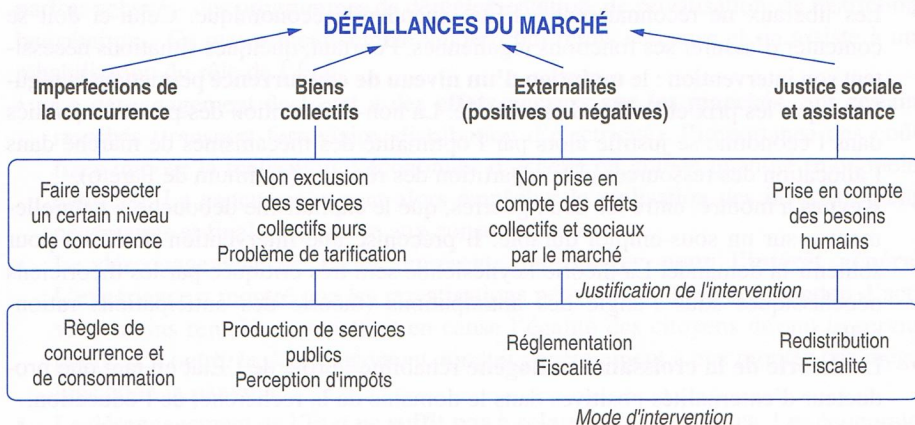 DÉFAILLANCES DU MARCHÉ
Imperfections de
la concurrence
Biens
collectifs
Externalités
(positives ou négatives)
Justice sociale
et assistance
Faire respecter
un certain niveau
de concurrence
Non exclusion
des services
collectifs purs
Problème de tarification
Non prise en
compte des effets
collectifs et sociaux
par le marché
Prise en compte
des besoins
humains
Justification de l'intervention
Règles de
concurrence et
de consommation
Production de services
publics
Perception d'impôts
Réglementation
Fiscalité
Redistribution
Fiscalité
Mode d'intervention